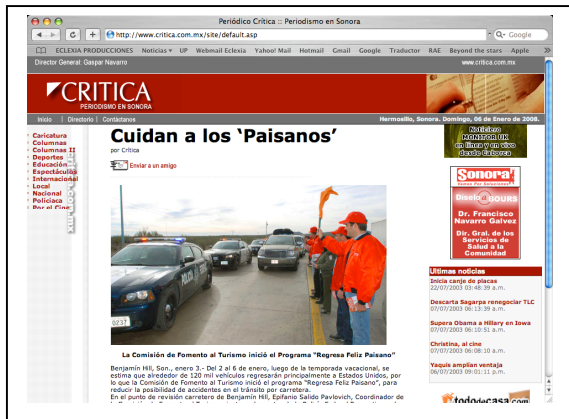 Periódico Crítica :: Periodismo en Sonora
http://www.critica.com.mx/site/default.asp
Google
ECLEXIA PRODUCCIONES Noticias UP Webmail Eclexia Yahoo! Mail Hotmail Gmail Google Traductor RAE Beyond the stars Apple
Director General: Gaspar Navarro
www.critica.com.mx
CRITICA
PERIODISMO EN SONORA
Inicio | Directorio | Contáctanos
Hermosillo, Sonora. Domingo, 06 de Enero de 2008.
Caricatura
Columnas
Columnas II
Deportes
Educación
Espectáculos
Internacional
Local
Nacional
Policiaca
Por el Cine
Cuidan a los ‘Paisanos’
por Crítica
Enviar a un amigo
0237
La Comisión de Fomento al Turismo inició el Programa “Regresa Feliz Paisano”
Benjamín Hill, Son., enero 3.- Del 2 al 6 de enero, luego de la temporada vacacional, se
estima que alrededor de 120 mil vehículos regresarán principalmente a Estados Unidos, por
lo que la Comisión de Fomento al Turismo inició el programa “Regresa Feliz Paisano”, para
reducir la posibilidad de accidentes en el tránsito por carretera.
En el punto de revisión carretero de Benjamín Hill, Epifanio Salido Pavlovich, Coordinador de
Noticiero
MONITOR UK
en línea y en vivo
desde Caborca
Sonora
Díselo a GOURS
Dr. Francisco
Navarro Galvez
Dir. Gral. de los
Servicios de
Salud a la
Comunidad
Ultimas noticias
Inicia canje de placas
22/07/2003 03:48:39 a.m.
Descarta Sagarpa renegociar TLC
07/07/2003 06:13:39 a.m.
Supera Obama a Hillary en Iowa
07/07/2003 06:10:51 a.m.
Christina, al cine
07/07/2003 06:08:10 a.m.
Yaquis amplian ventaja
06/07/2003 09:01:11 p.m.
tododecasa.com